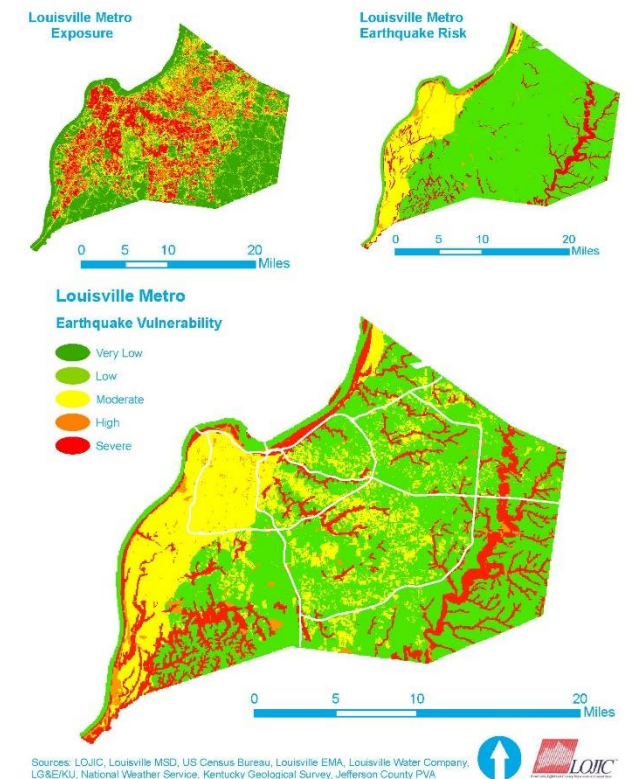 Louisville Metro
Exposure
Louisville Metro
Earthquake Risk
0 5 10 20
Miles
0 5 10 20
Miles
Louisville Metro
Earthquake Vulnerability
Very Low
Low
Moderate
High
Severe
0 5 10 20
Miles
Sources: LOJIC, Louisville MSD, US Census Bureau, Louisville EMA, Louisville Water Company,
LG&E/KU, National Weather Service, Kentucky Geological Survey, Jefferson County PVA
LOJIC